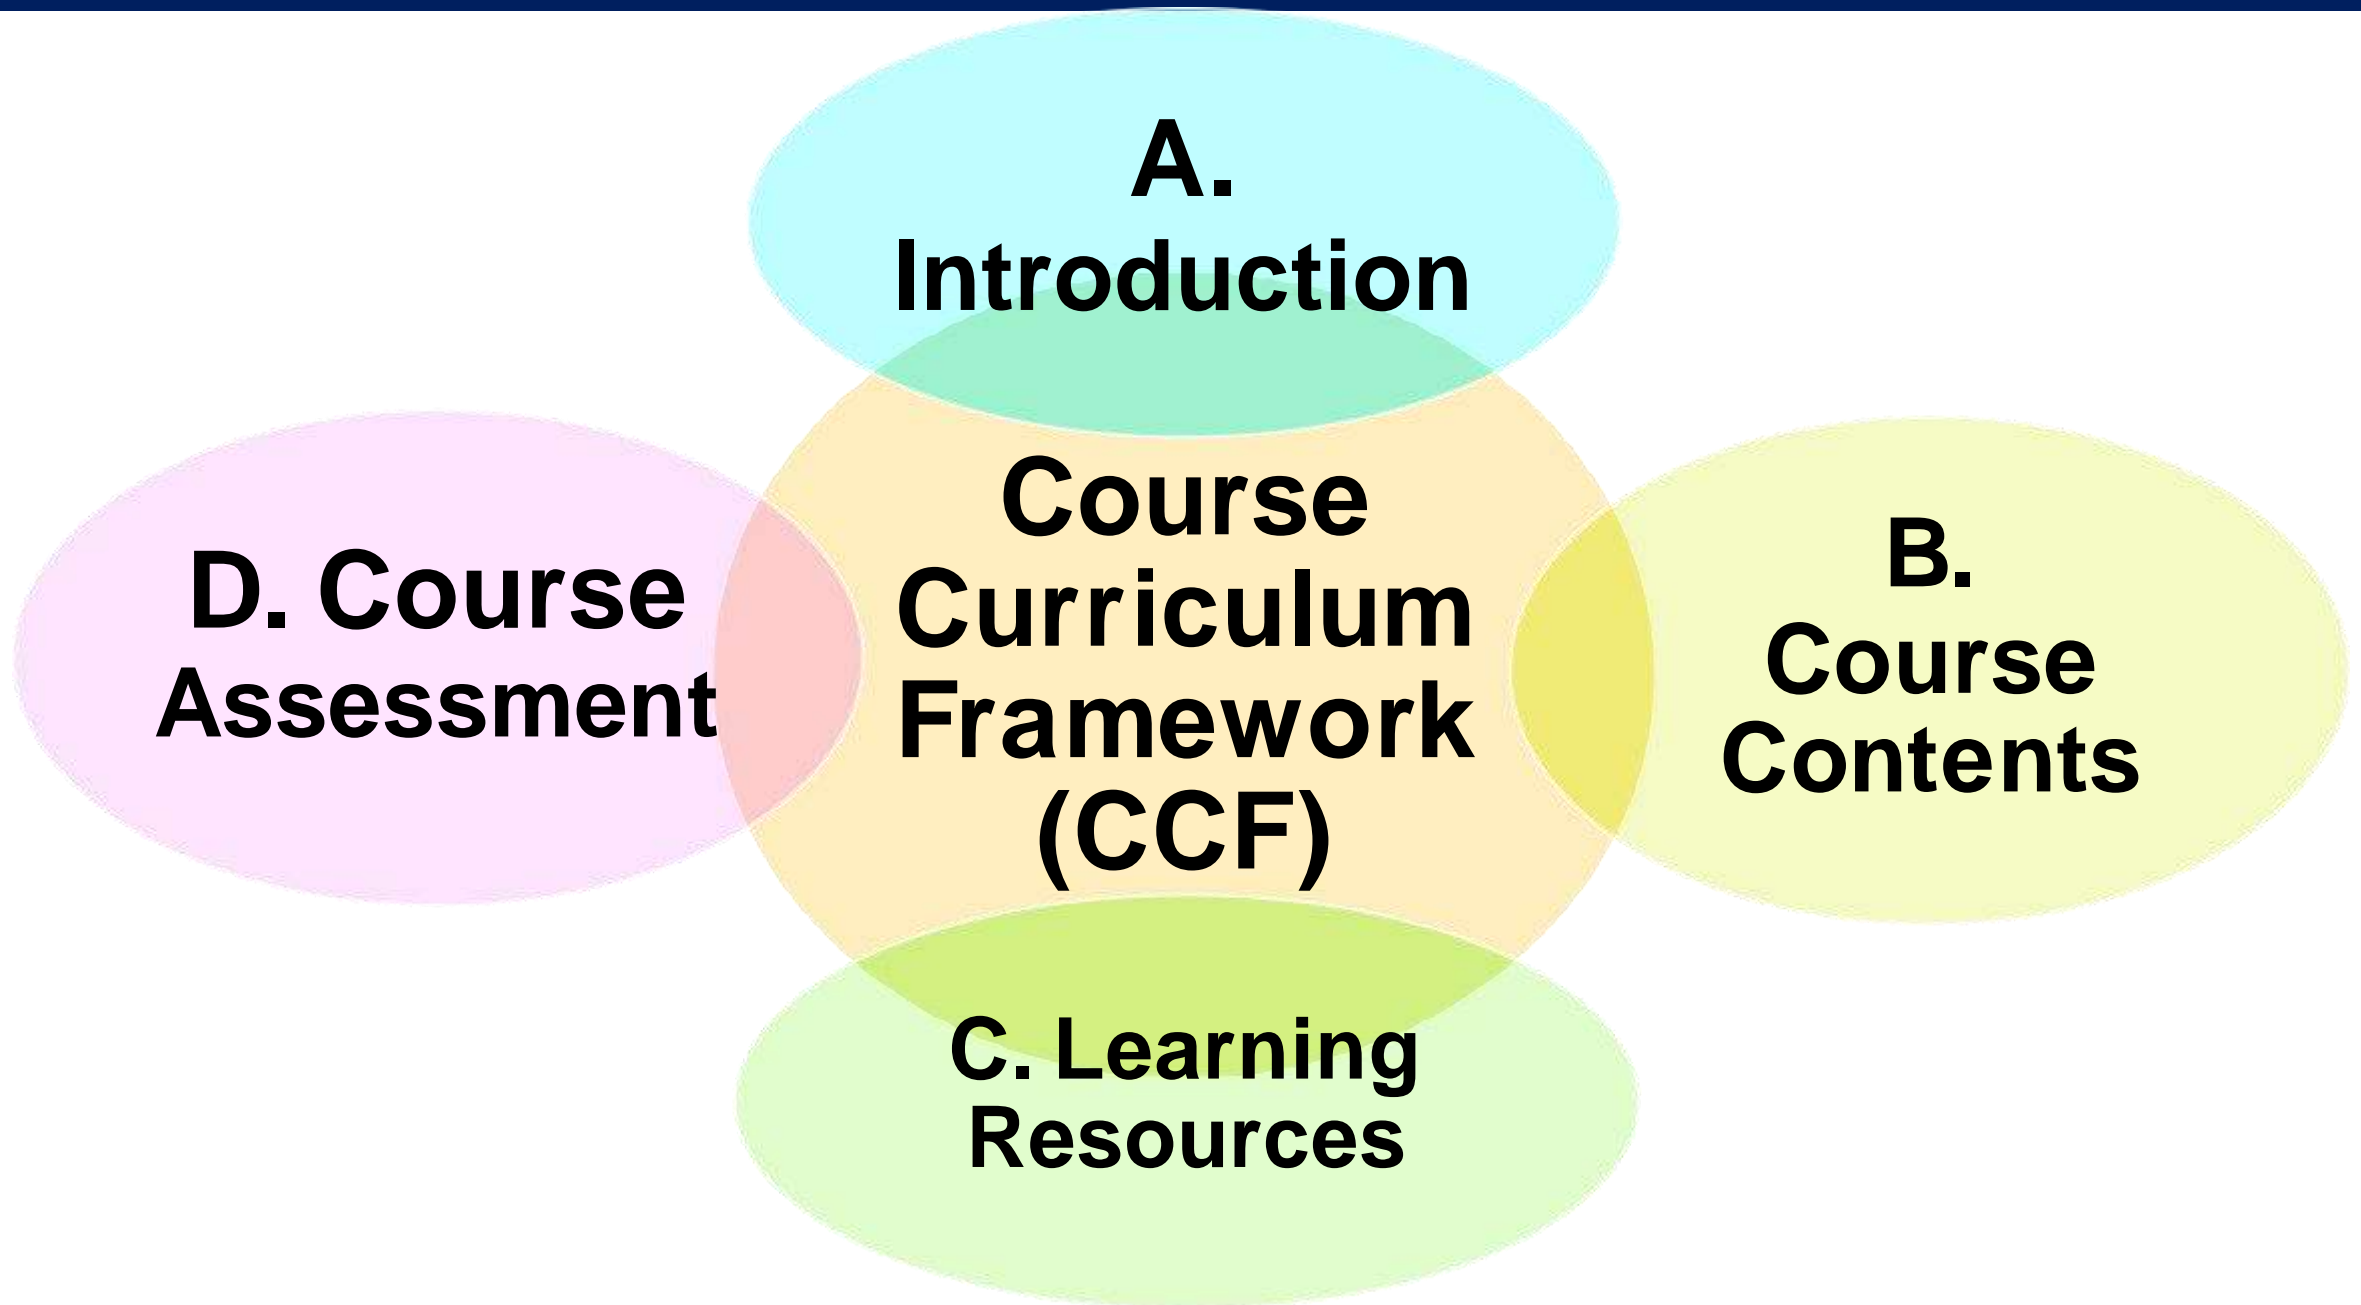 A.
Introduction
Course
Curriculum
Framework
(CCF)
B.
Course
Contents
C. Learning
Resources
D. Course
Assessment